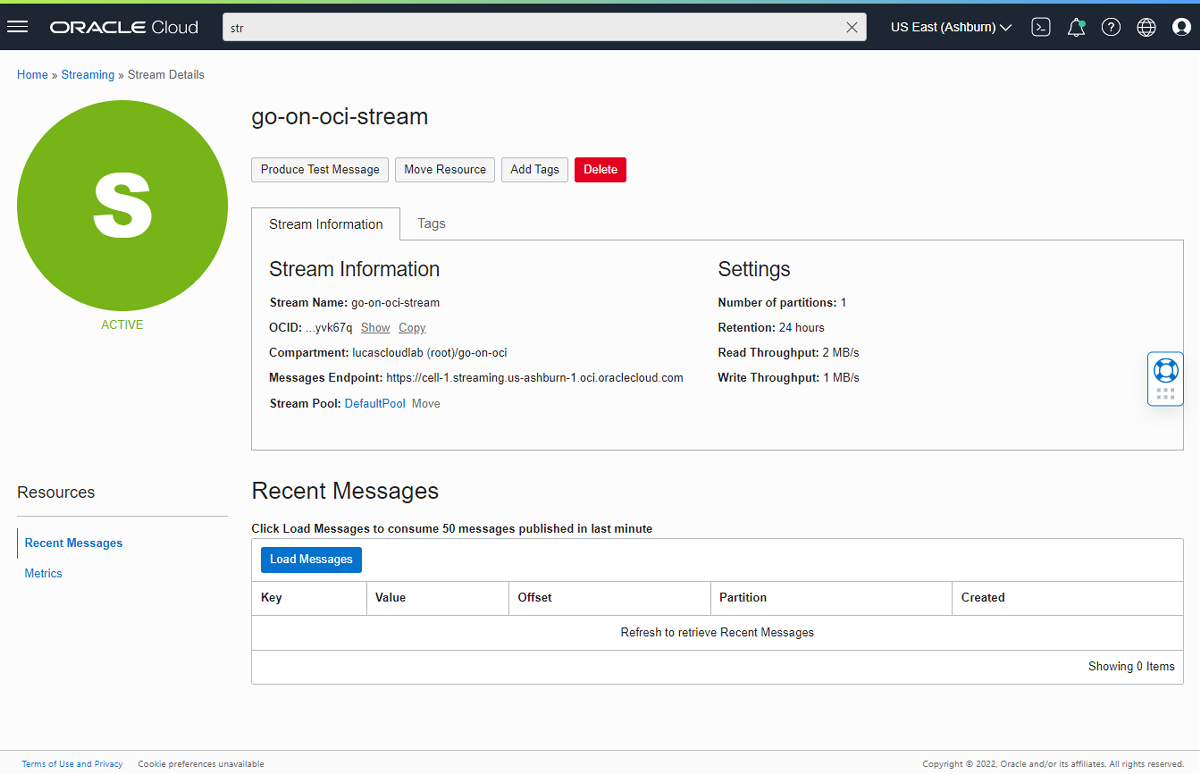 ORACLE Cloud
str
US East (Ashburn)
Home » Streaming » Stream Details
S
ACTIVE
go-on-oci-stream
Produce Test Message Move Resource Add Tags Delete
Stream Information Tags
Stream Information
Stream Name: go-on-oci-stream
OCID: ...yvk67q Show Copy
Compartment: lucascloudlab (root)/go-on-oci
Messages Endpoint: https://cell-1.streaming.us-ashburn-1.oci.oraclecloud.com
Stream Pool: DefaultPool Move
Settings
Number of partitions: 1
Retention: 24 hours
Read Throughput: 2 MB/s
Write Throughput: 1 MB/s
Resources
Recent Messages
Metrics
Recent Messages
Click Load Messages to consume 50 messages published in last minute
Load Messages
Key Value Offset Partition Created
Refresh to retrieve Recent Messages
Showing 0 Items
Terms of Use and Privacy Cookie preferences unavailable
Copyright © 2022, Oracle and/or its affiliates. All rights reserved.